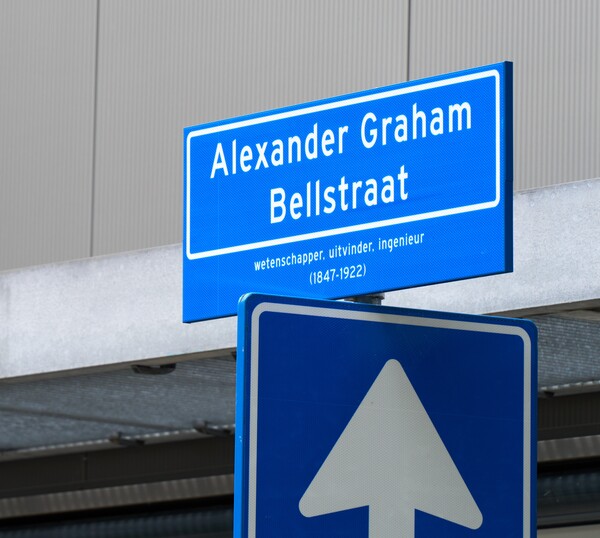 Alexander Graham
Bellstraat
wetenschapper, uitvinder, ingenieur
(1847-1922)